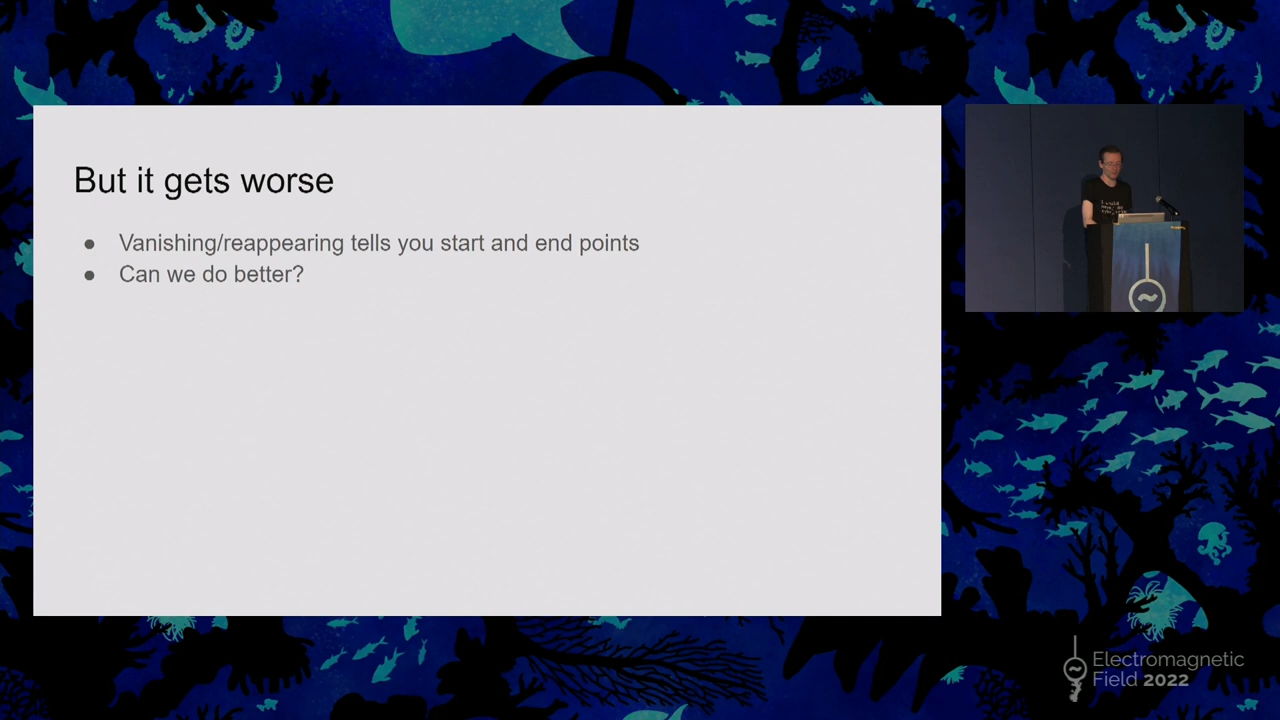 But it gets worse
● Vanishing/reappearing tells you start and end points
● Can we do better?
Electromagnetic
Field 2022